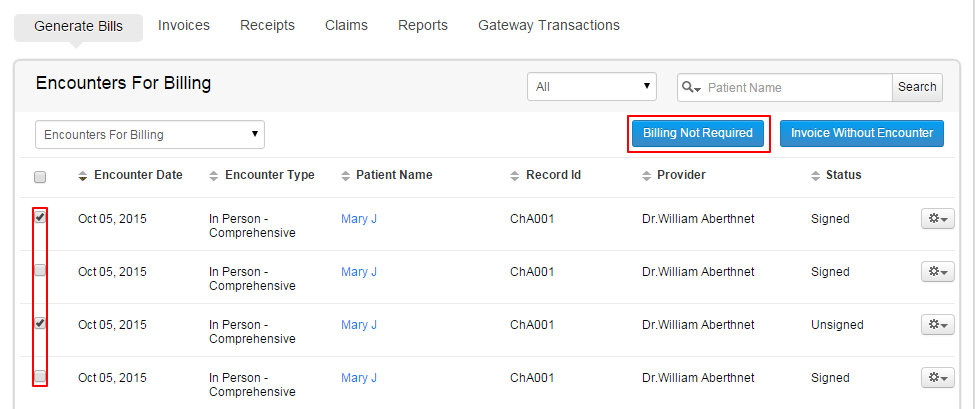 Generate Bills Invoices Receipts Claims Reports Gateway Transactions
Encounters For Billing All Patient Name Search
Encounters For Billing Billing Not Required Invoice Without Encounter
Encounter Date Encounter Type Patient Name Record Id Provider Status
Oct 05, 2015 In Person - Mary J ChA001 Dr.William Aberthnet Signed
Comprehensive
Oct 05, 2015 In Person - Mary J ChA001 Dr.William Aberthnet Signed
Comprehensive
Oct 05, 2015 In Person - Mary J ChA001 Dr.William Aberthnet Unsigned
Comprehensive
Oct 05, 2015 In Person - Mary J ChA001 Dr.William Aberthnet Signed
Comprehensive